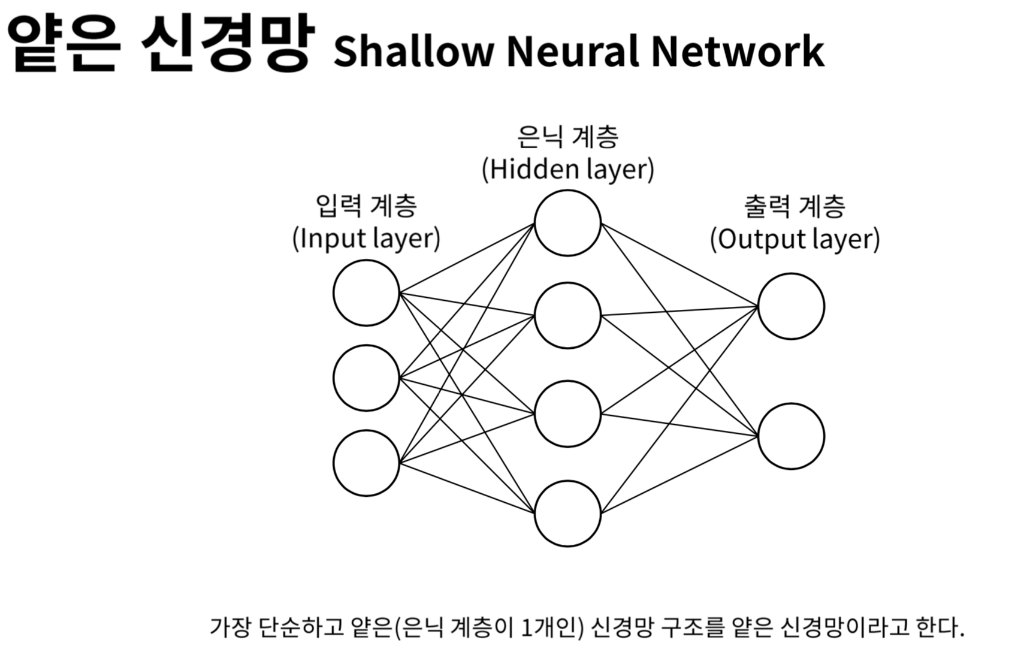 얕은 신경망 Shallow Neural Network
은닉 계층
(Hidden layer)
입력 계층
(Input layer)
출력 계층
(Output layer)
가장 단순하고 얕은(은닉 계층이 1개인) 신경망 구조를 얕은 신경망이라고 한다.